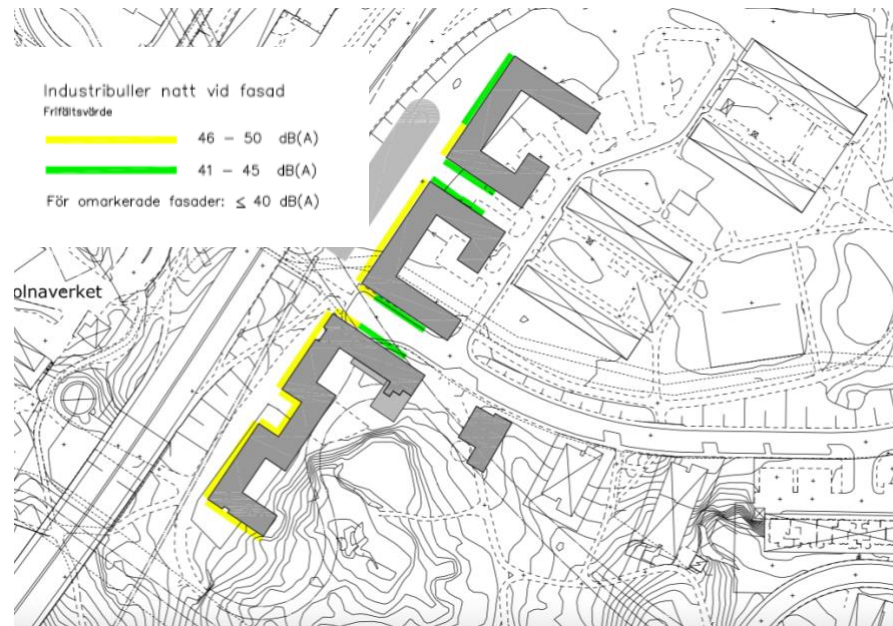 Industribuller natt vid fasad
Frifältsvärde
46 – 50 dB(A)
41 – 45 dB(A)
För omarkerade fasader: ≤ 40 dB(A)
olnaverket